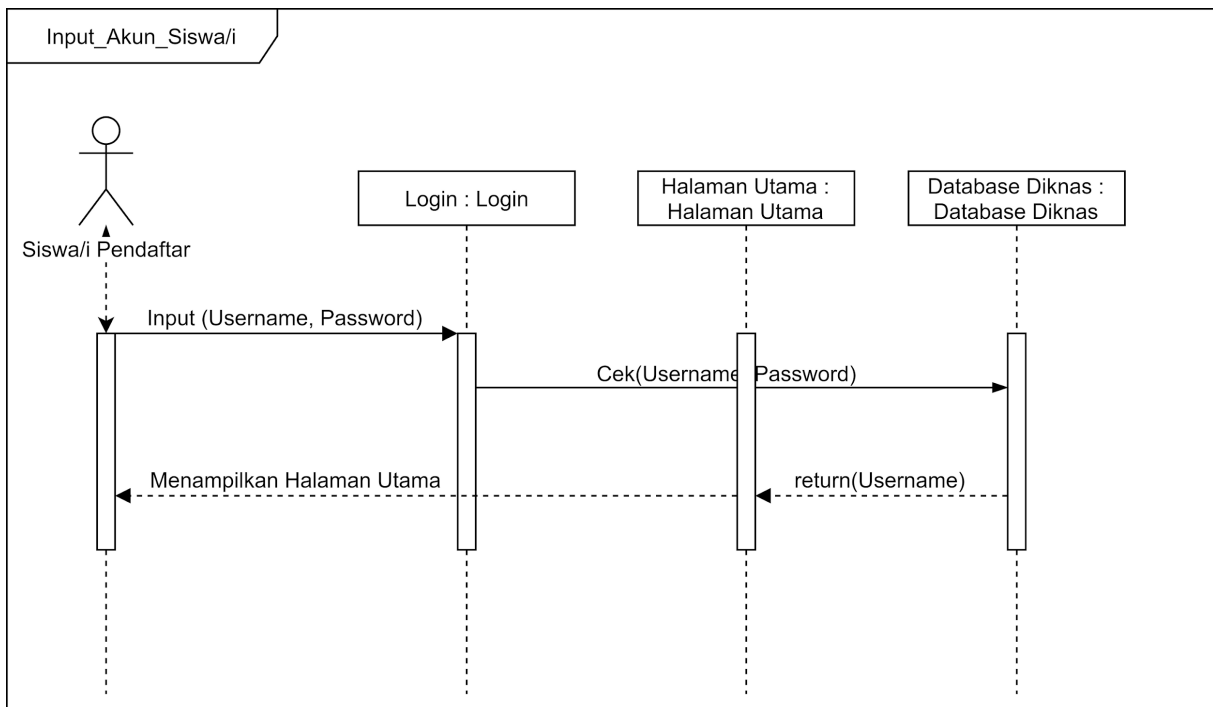 Input_Akun_Siswa/i
Siswa/i Pendaftar
Login : Login
Halaman Utama :
Halaman Utama
Database Diknas :
Database Diknas
Input (Username, Password)
Cek(Username, Password)
Menampilkan Halaman Utama
return(Username)